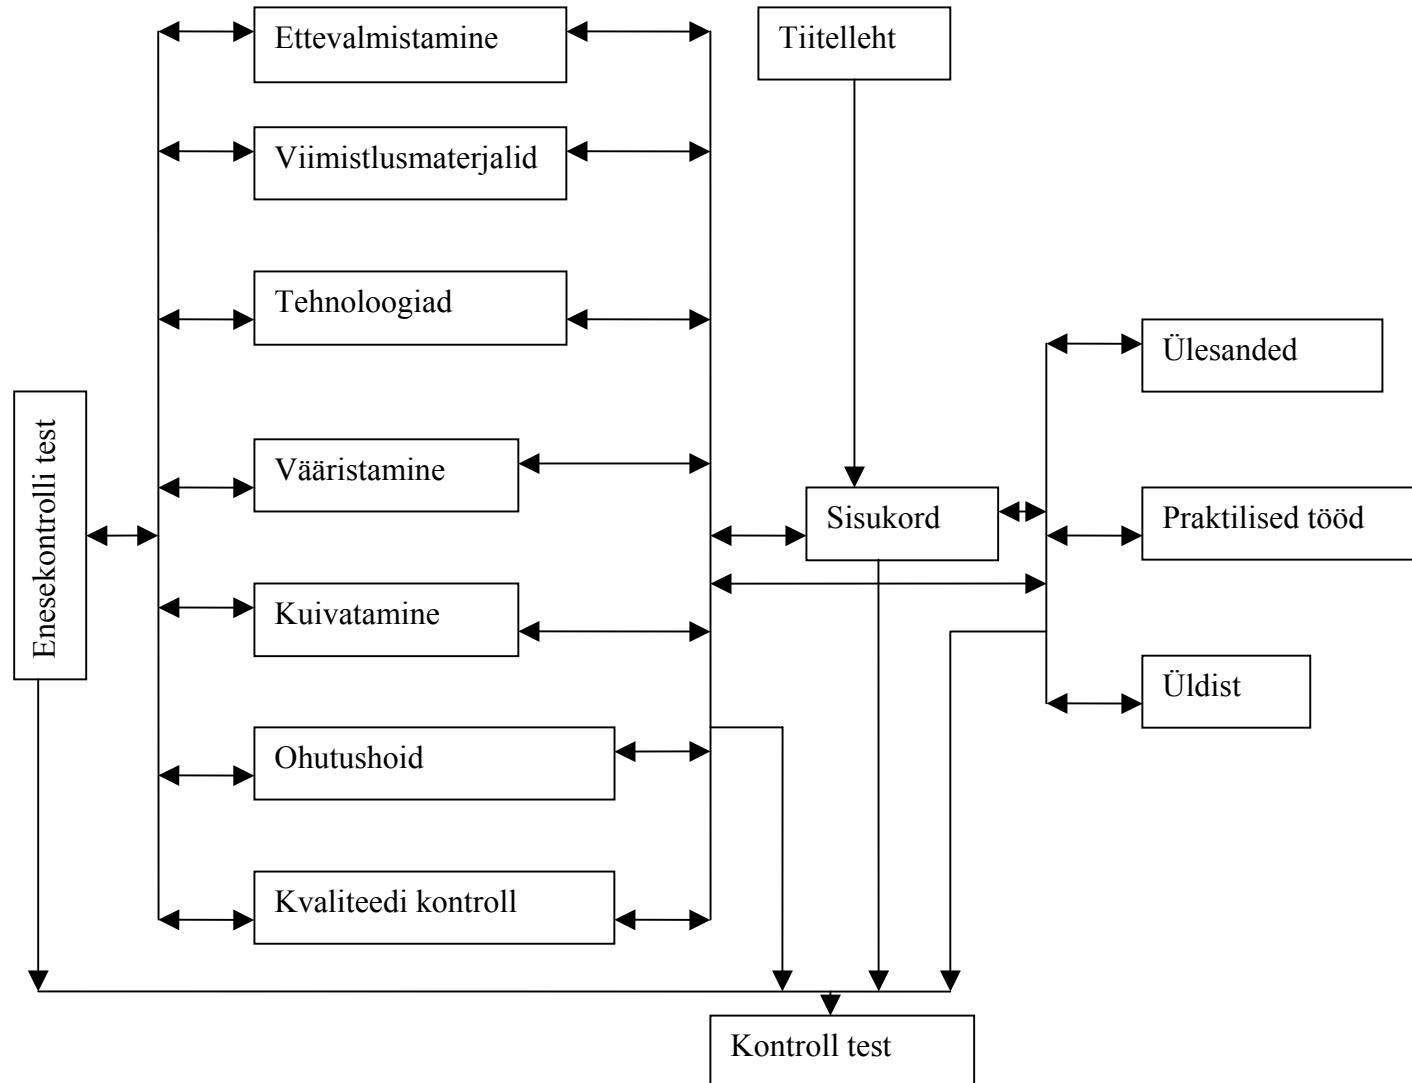 Ettevalmistamine
Tiitelleht
Viimistlusmaterjalid
Tehnoloogiad
Ülesanded
Enesekontrolli test
Vääristamine
Sisukord
Praktilised tööd
Kuivatamine
Üldist
Ohutushoid
Kvaliteedi kontroll
Kontroll test